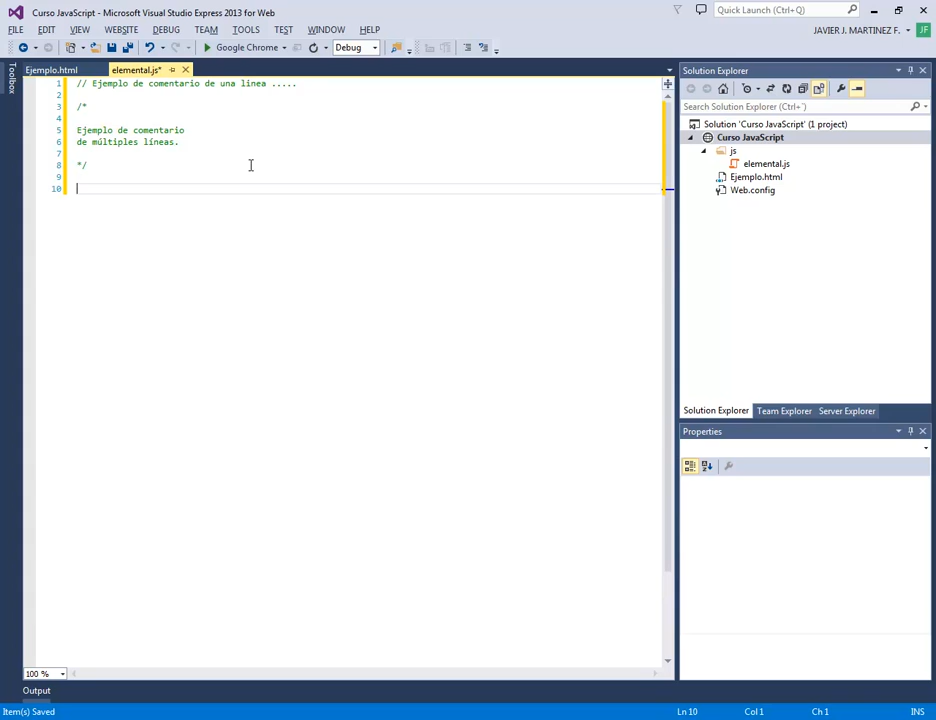 Curso JavaScript - Microsoft Visual Studio Express 2013 for Web
Quick Launch (Ctrl+Q)
FILE EDIT VIEW WEBSITE DEBUG TEAM TOOLS TEST WINDOW HELP
JAVIER J. MARTINEZ F.
JF
Google Chrome
Debug
Toolbox
Ejemplo.html
elemental.js*
1 // Ejemplo de comentario de una línea .....
2
3 /*
4
5 Ejemplo de comentario
6 de múltiples líneas.
7
8 */
9
10
100 %
Solution Explorer
Search Solution Explorer (Ctrl+´)
Solution 'Curso JavaScript' (1 project)
Curso JavaScript
js
elemental.js
Ejemplo.html
Web.config
Solution Explorer Team Explorer Server Explorer
Properties
Output
Item(s) Saved
Ln 10 Col 1 Ch 1 INS